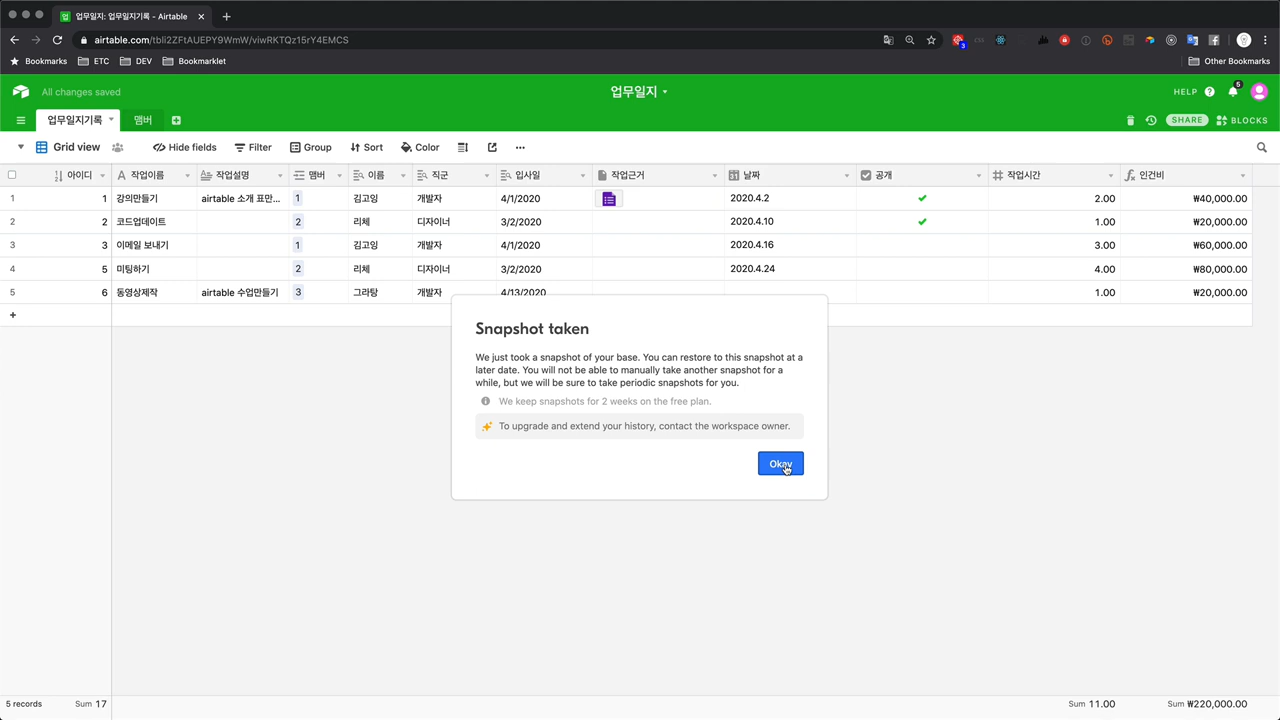 업무일지: 업무일지기록 - Airtable
airtable.com/tbli2ZFtAUEPY9WmW/viwRKTQz15rY4EMCS
Bookmarks ETC DEV Bookmarklet Other Bookmarks
All changes saved 업무일지 HELP 5
업무일지기록 맴버 SHARE BLOCKS
Grid view Hide fields Filter Group Sort Color
아이디 작업이름 작업설명 맴버 이름 직군 입사일 작업근거 날짜 공개 작업시간 인건비
1 1 강의만들기 airtable 소개 표만... 1 김고잉 개발자 4/1/2020 2020.4.2 2.00 ₩40,000.00
2 2 코드업데이트 2 리체 디자이너 3/2/2020 2020.4.10 1.00 ₩20,000.00
3 3 이메일 보내기 1 김고잉 개발자 4/1/2020 2020.4.16 3.00 ₩60,000.00
4 5 미팅하기 2 리체 디자이너 3/2/2020 2020.4.24 4.00 ₩80,000.00
5 6 동영상제작 airtable 수업만들기 3 그라탕 개발자 4/13/2020 1.00 ₩20,000.00
Snapshot taken
We just took a snapshot of your base. You can restore to this snapshot at a
later date. You will not be able to manually take another snapshot for a
while, but we will be sure to take periodic snapshots for you.
We keep snapshots for 2 weeks on the free plan.
To upgrade and extend your history, contact the workspace owner.
Okay
5 records Sum 17 Sum 11.00 Sum ₩220,000.00